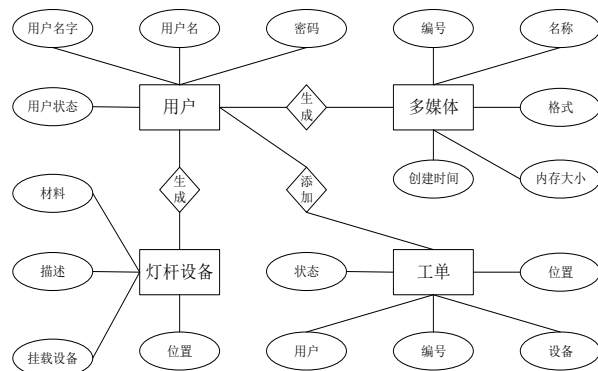 用户名字
用户名
密码
编号
名称
用户状态
用户
生成
多媒体
格式
创建时间
内存大小
材料
生成
添加
描述
灯杆设备
状态
工单
位置
挂载设备
位置
用户
编号
设备